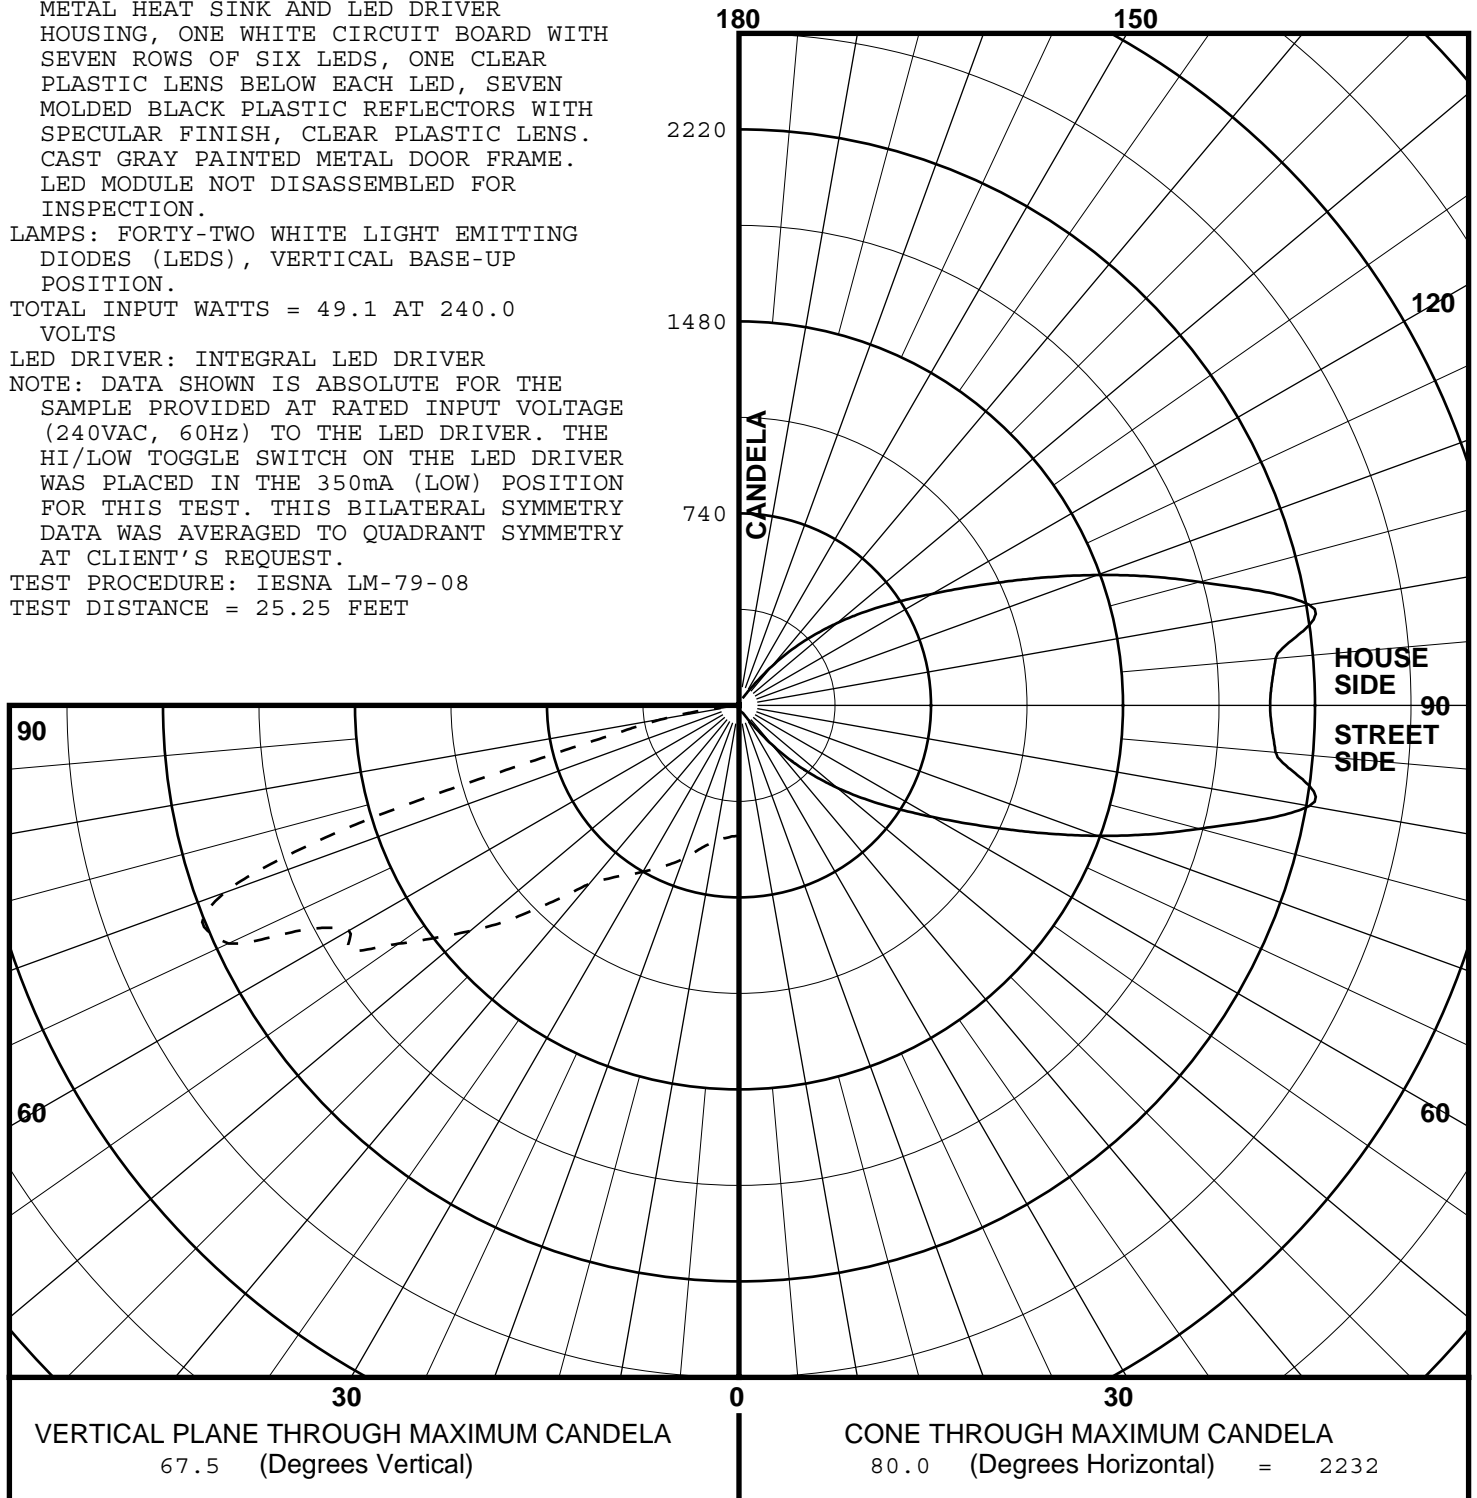 METAL HEAT SINK AND LED DRIVER
HOUSING, ONE WHITE CIRCUIT BOARD WITH
SEVEN ROWS OF SIX LEDS, ONE CLEAR
PLASTIC LENS BELOW EACH LED, SEVEN
MOLDED BLACK PLASTIC REFLECTORS WITH
SPECULAR FINISH, CLEAR PLASTIC LENS.
CAST GRAY PAINTED METAL DOOR FRAME.
LED MODULE NOT DISASSEMBLED FOR
INSPECTION.
LAMPS: FORTY-TWO WHITE LIGHT EMITTING
DIODES (LEDS), VERTICAL BASE-UP
POSITION.
TOTAL INPUT WATTS = 49.1 AT 240.0
VOLTS
LED DRIVER: INTEGRAL LED DRIVER
NOTE: DATA SHOWN IS ABSOLUTE FOR THE
SAMPLE PROVIDED AT RATED INPUT VOLTAGE
(240VAC, 60Hz) TO THE LED DRIVER. THE
HI/LOW TOGGLE SWITCH ON THE LED DRIVER
WAS PLACED IN THE 350mA (LOW) POSITION
FOR THIS TEST. THIS BILATERAL SYMMETRY
DATA WAS AVERAGED TO QUADRANT SYMMETRY
AT CLIENT'S REQUEST.
TEST PROCEDURE: IESNA LM-79-08
TEST DISTANCE = 25.25 FEET
180
150
2220
120
1480
CANDELA
740
HOUSE
SIDE
90
STREET
SIDE
90
60
60
30
0
30
VERTICAL PLANE THROUGH MAXIMUM CANDELA
67.5 (Degrees Vertical)
CONE THROUGH MAXIMUM CANDELA
80.0 (Degrees Horizontal) = 2232